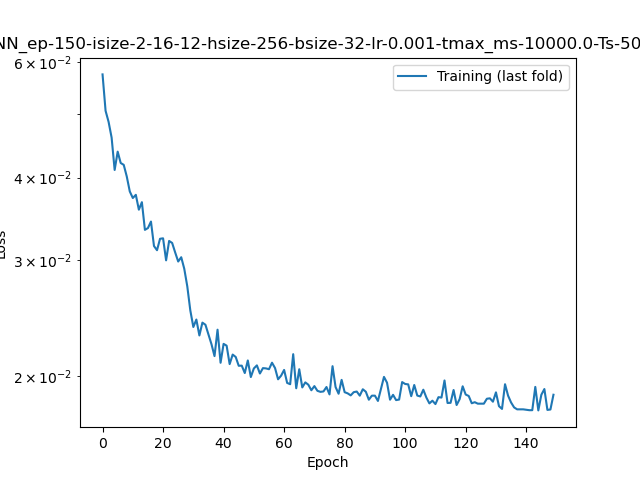 NN_ep-150-isize-2-16-12-hsize-256-bsize-32-lr-0.001-tmax_ms-10000.0-Ts-50
6 × 10⁻²
4 × 10⁻²
3 × 10⁻²
2 × 10⁻²
Loss
Training (last fold)
0 20 40 60 80 100 120 140
Epoch